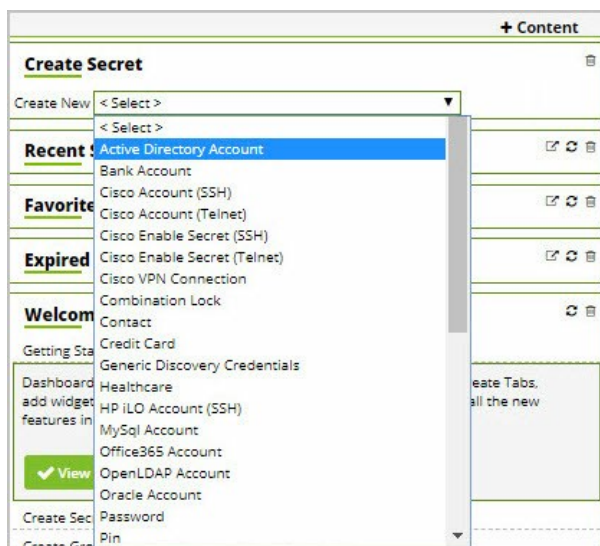 + Content
Create Secret
Create New < Select >
< Select >
Active Directory Account
Recent S
Bank Account
Cisco Account (SSH)
Favorite
Cisco Account (Telnet)
Cisco Enable Secret (SSH)
Expired
Cisco Enable Secret (Telnet)
Cisco VPN Connection
Combination Lock
Welcom
Contact
Credit Card
Getting Sta
Generic Discovery Credentials
Dashboard
Healthcare
eate Tabs,
add widget
HP iLO Account (SSH)
all the new
features in
MySql Account
Office365 Account
View
OpenLDAP Account
Oracle Account
Create Sec
Password
Pin